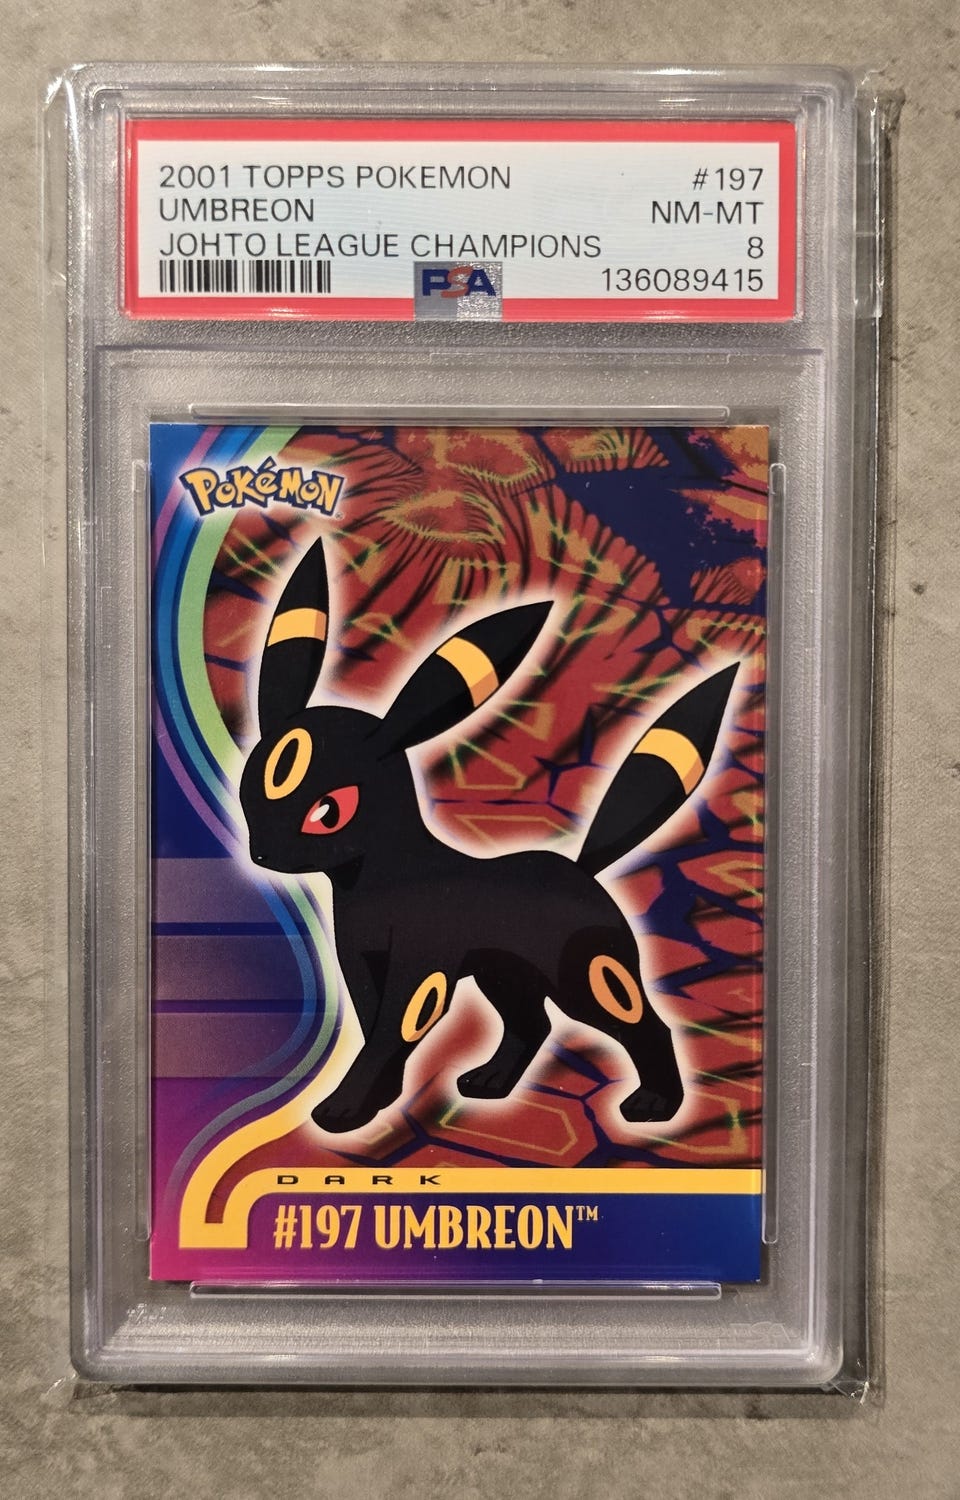 2001 TOPPS POKEMON #197
UMBREON NM-MT
JOHTO LEAGUE CHAMPIONS 8
PSA 136089415
POKéMON
DARK
#197 UMBREON™